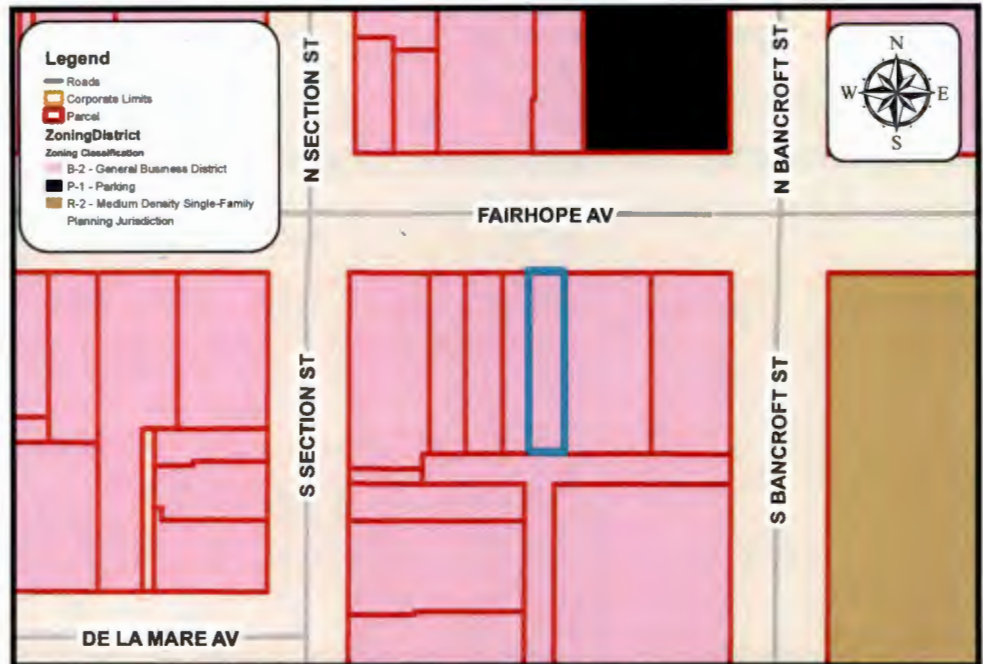 Legend
Roads
Corporate Limits
Parcel
ZoningDistrict
Zoning Classification
B-2 - General Business District
P-1 - Parking
R-2 - Medium Density Single-Family
Planning Jurisdiction
N SECTION ST
N BANCROFT ST
N
W E
S
FAIRHOPE AV
S SECTION ST
S BANCROFT ST
DE LA MARE AV